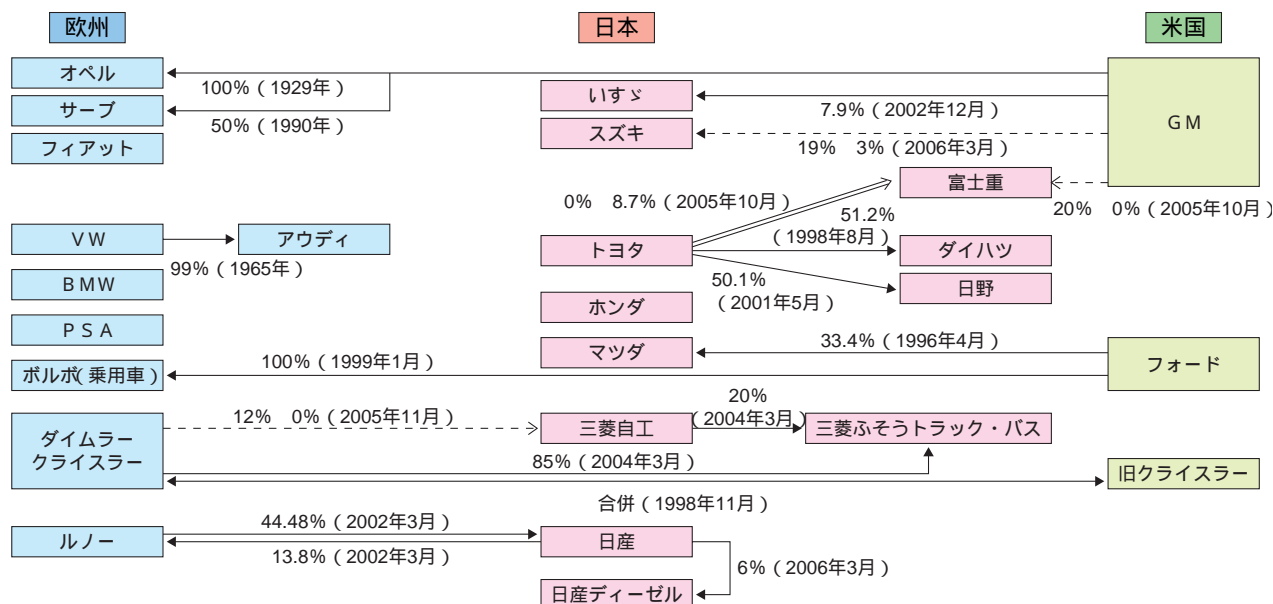 欧州
日本
米国
オペル
100%(1929年)
サーブ
50%(1990年)
フィアット
いすゞ
7.9%(2002年12月)
GM
スズキ
19% 3%(2006年3月)
富士重
0% 8.7%(2005年10月)
20% 0%(2005年10月)
51.2%
(1998年8月)
VW
アウディ
99%(1965年)
トヨタ
ダイハツ
BMW
50.1%
(2001年5月)
日野
ホンダ
PSA
マツダ
33.4%(1996年4月)
フォード
ボルボ(乗用車)
100%(1999年1月)
ダイムラー
クライスラー
12% 0%(2005年11月)
三菱自工
20%
(2004年3月)
三菱ふそうトラック・バス
85%(2004年3月)
旧クライスラー
合併(1998年11月)
ルノー
44.48%(2002年3月)
13.8%(2002年3月)
日産
6%(2006年3月)
日産ディーゼル